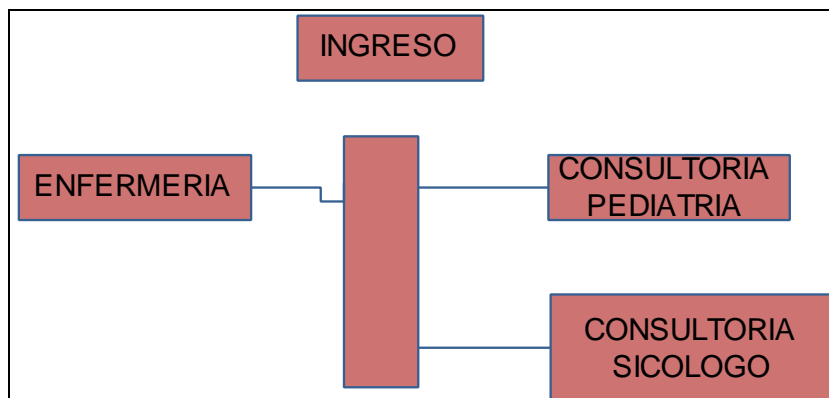 INGRESO
ENFERMERIA
CONSULTORIA
PEDIATRIA
CONSULTORIA
SICOLOGO